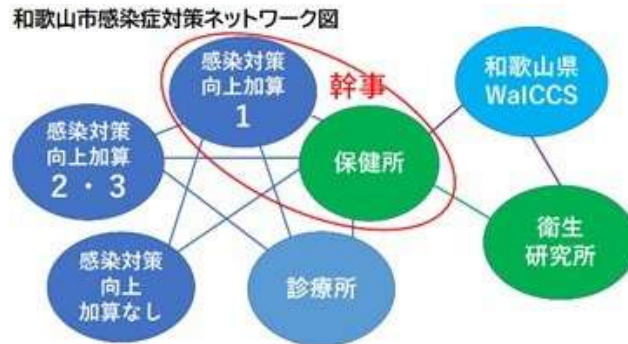 和歌山市感染症対策ネットワーク図
感染対策
向上加算
1
幹事
和歌山県
WaICCS
感染対策
向上加算
2・3
保健所
感染対策
向上
加算なし
診療所
衛生
研究所